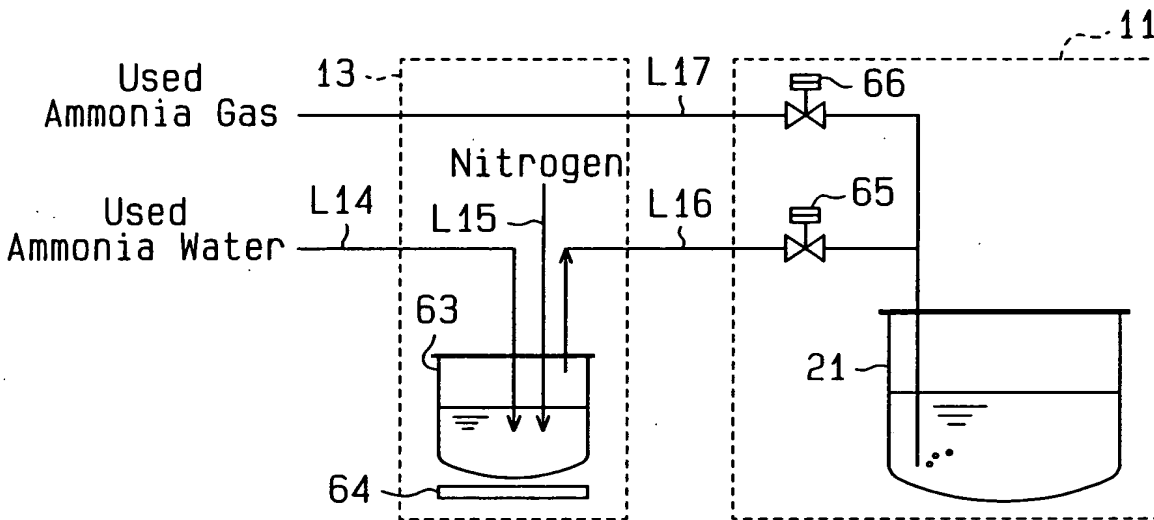 11
13
L17
66
Used
Ammonia Gas
Nitrogen
65
Used
Ammonia Water
L14
L15
L16
63
21
64